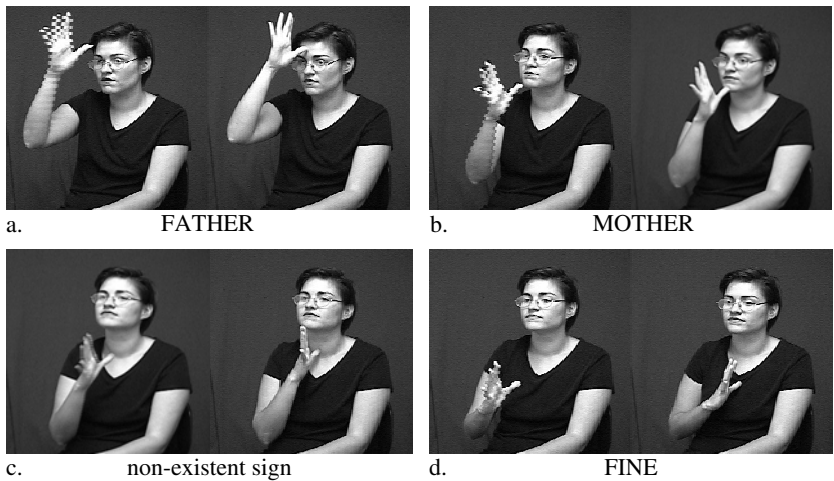 a. FATHER
b. MOTHER
c. non-existent sign
d. FINE